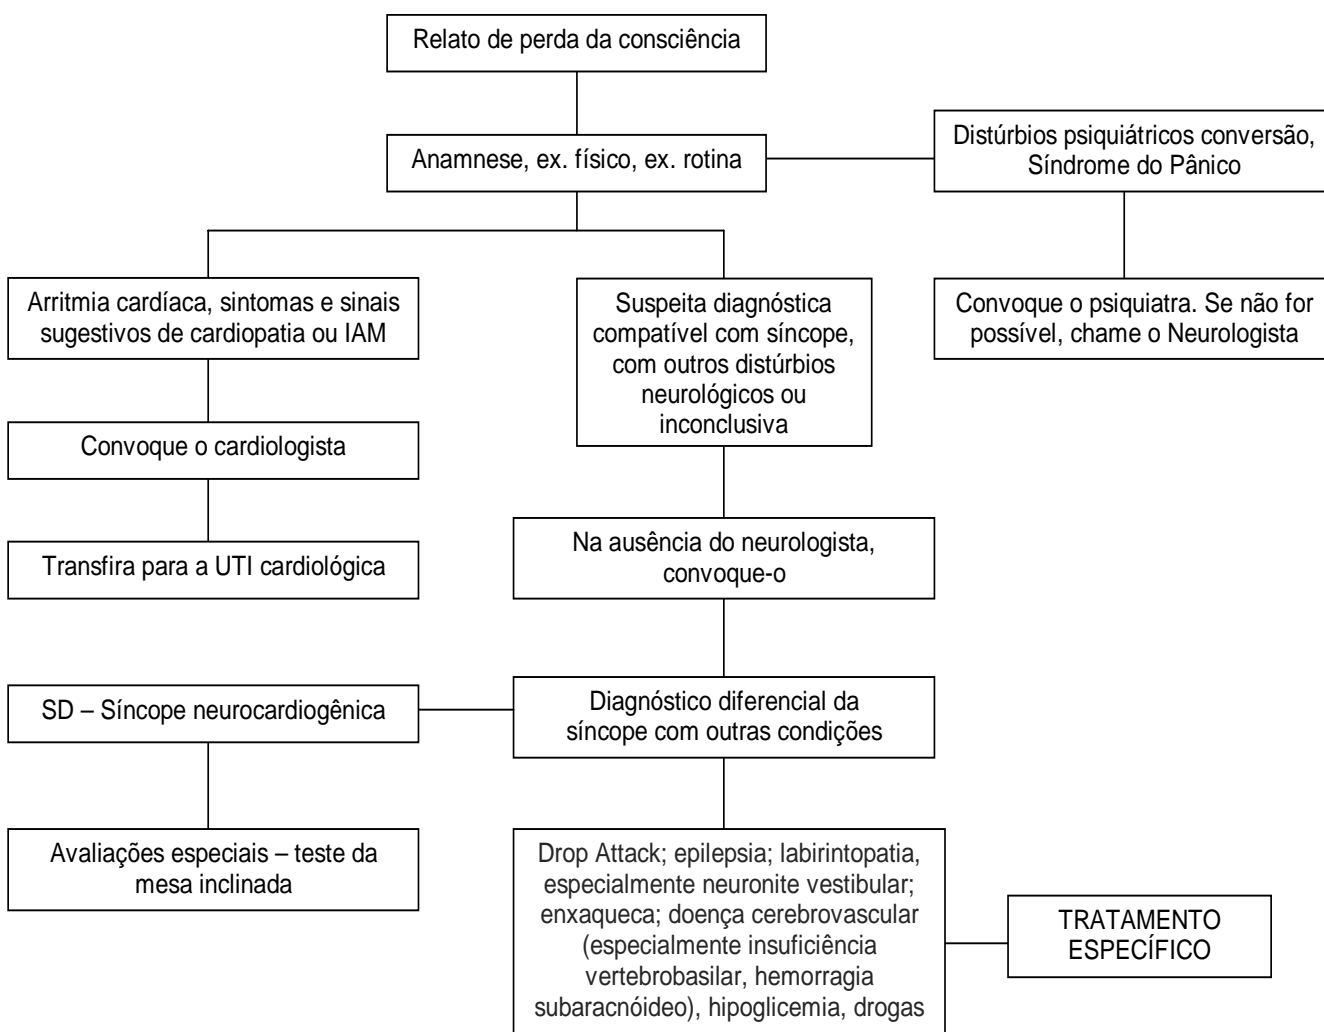 Relato de perda da consciência
Anamnese, ex. físico, ex. rotina
Distúrbios psiquiátricos conversão,
Síndrome do Pânico
Arritmia cardíaca, sintomas e sinais
sugestivos de cardiopatia ou IAM
Suspeita diagnóstica
compatível com síncope,
com outros distúrbios
neurológicos ou
inconclusiva
Convoque o psiquiatra. Se não for
possível, chame o Neurologista
Convoque o cardiologista
Transfira para a UTI cardiológica
Na ausência do neurologista,
convoque-o
SD – Síncope neurocardiogênica
Diagnóstico diferencial da
síncope com outras condições
Avaliações especiais – teste da
mesa inclinada
Drop Attack; epilepsia; labirintopatia,
especialmente neuronite vestibular;
enxaqueca; doença cerebrovascular
(especialmente insuficiência
vertebrobasilar, hemorragia
subaracnóideo), hipoglicemia, drogas
TRATAMENTO
ESPECÍFICO